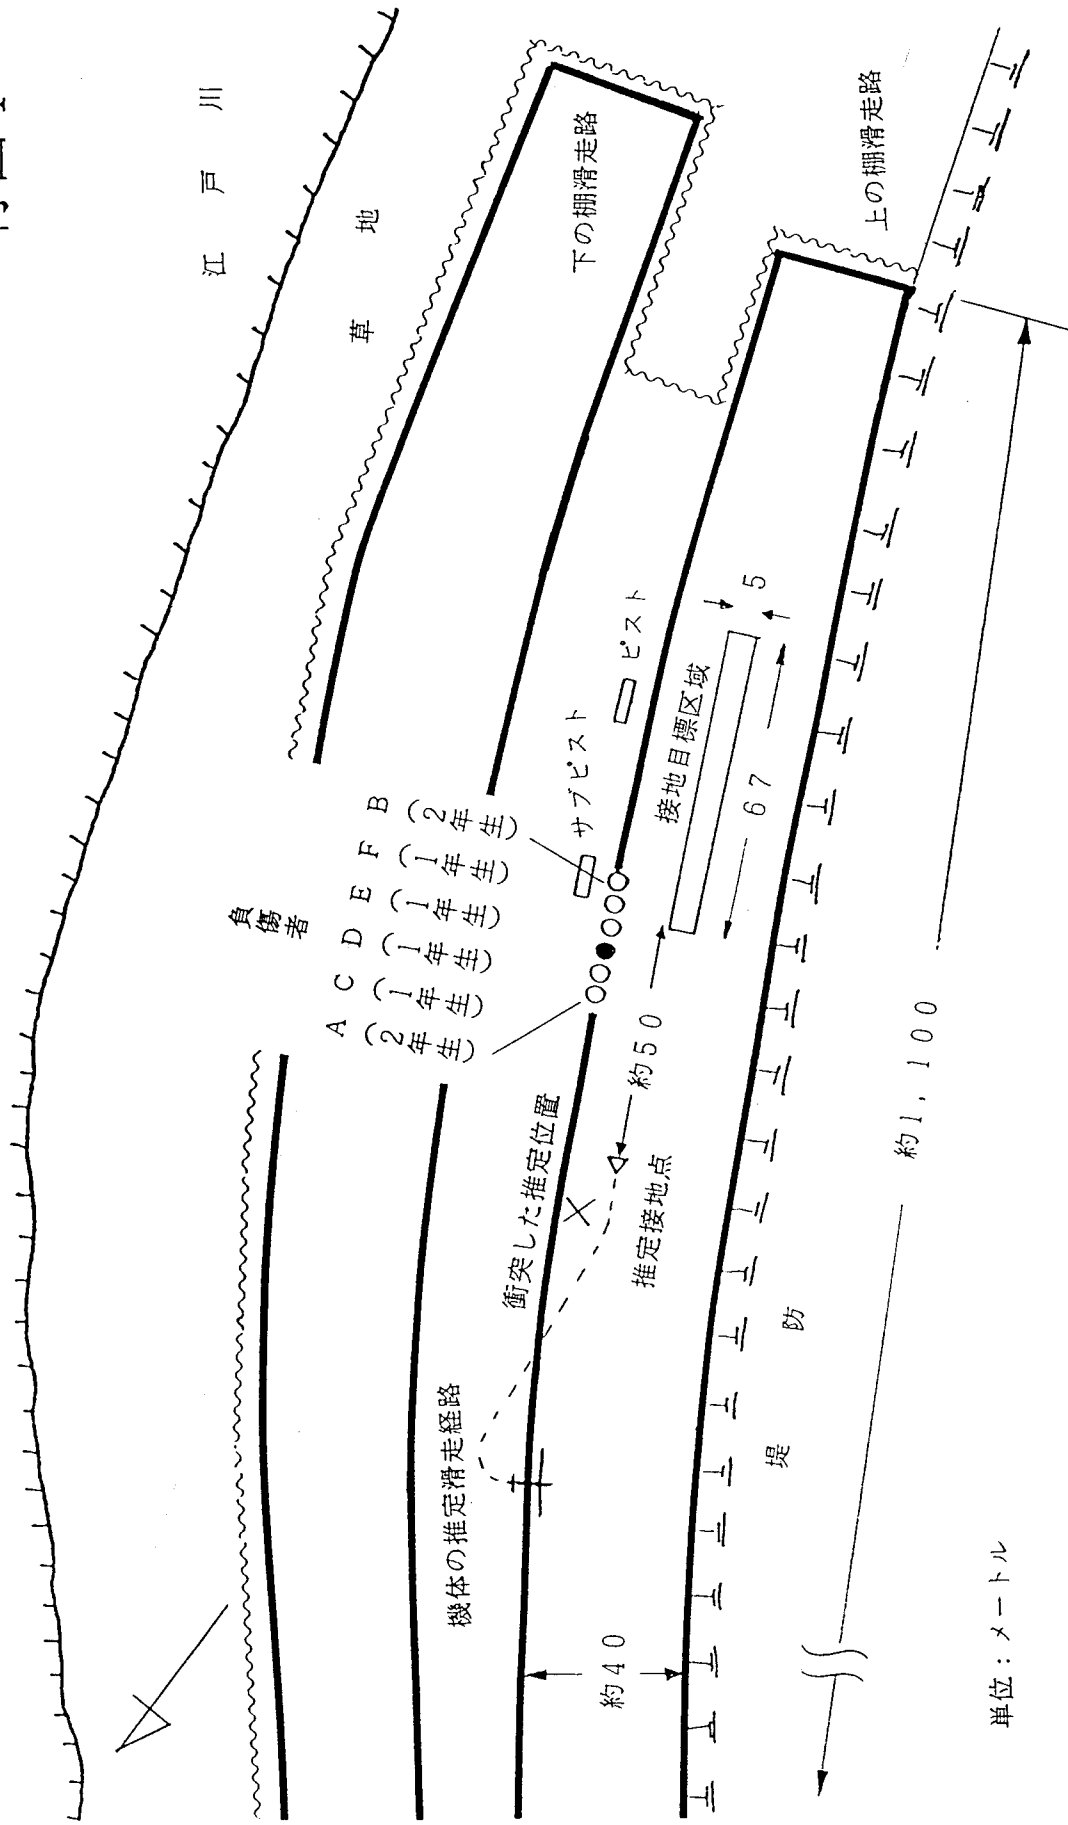 江戸川
草地
下の棚滑走路
上の棚滑走路
負傷者
A
(2年生)
C
(1年生)
D
(1年生)
E
(1年生)
F
(1年生)
B
(2年生)
サブピスト
ピスト
接地目標区域
5
67
約50
衝突した推定位置
推定接地点
機体の推定滑走経路
約40
堤防
約1,100
単位:メートル